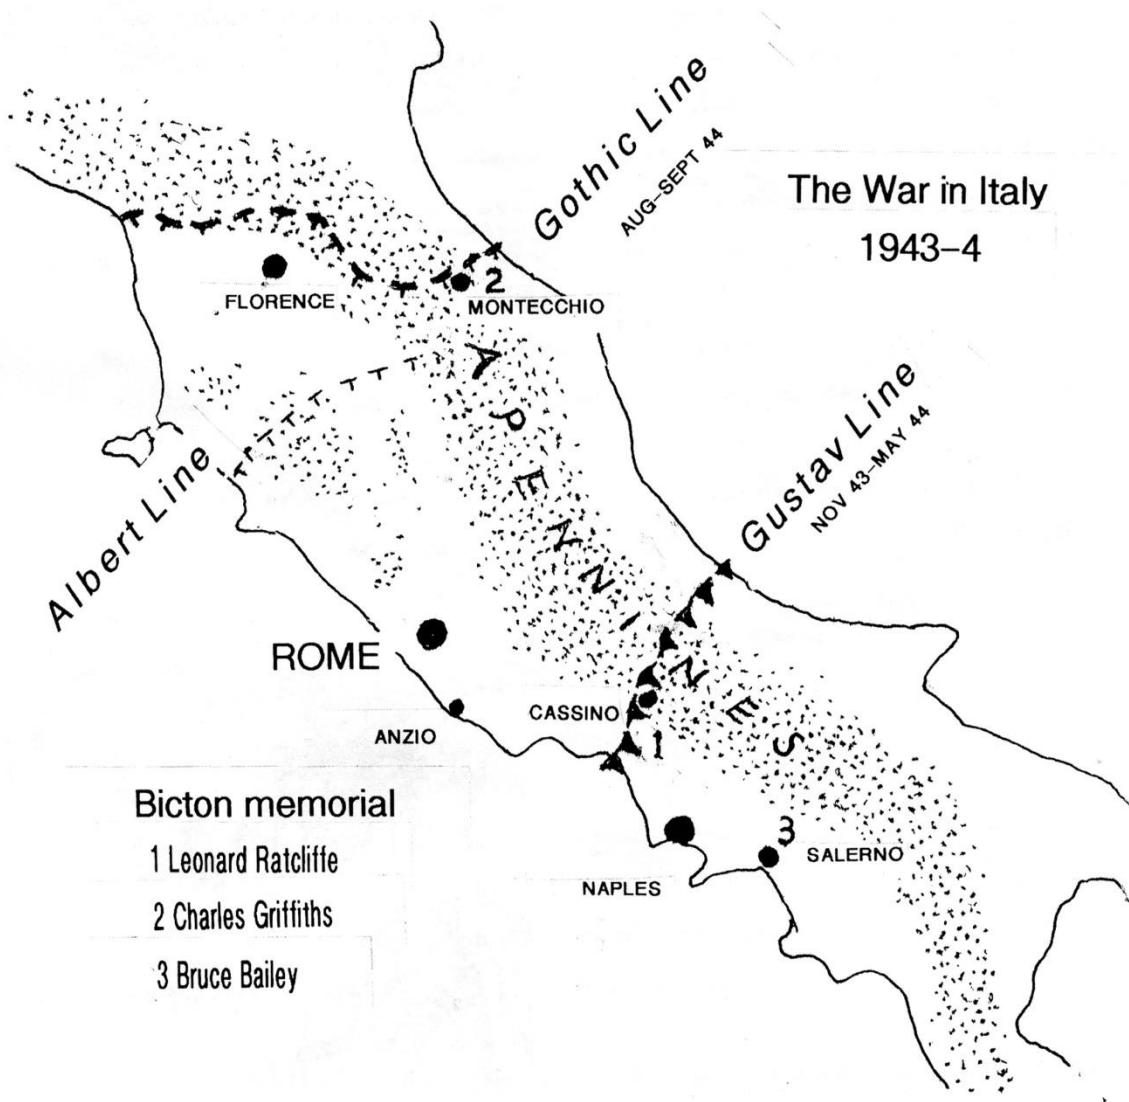 Gothic Line
AUG–SEPT 44
The War in Italy
1943–4
FLORENCE
2
MONTECCHIO
APENNINES
Gustav Line
NOV 43–MAY 44
Albert Line
ROME
CASSINO
ANZIO
1
Bicton memorial
1 Leonard Ratcliffe
2 Charles Griffiths
3 Bruce Bailey
3
SALERNO
NAPLES